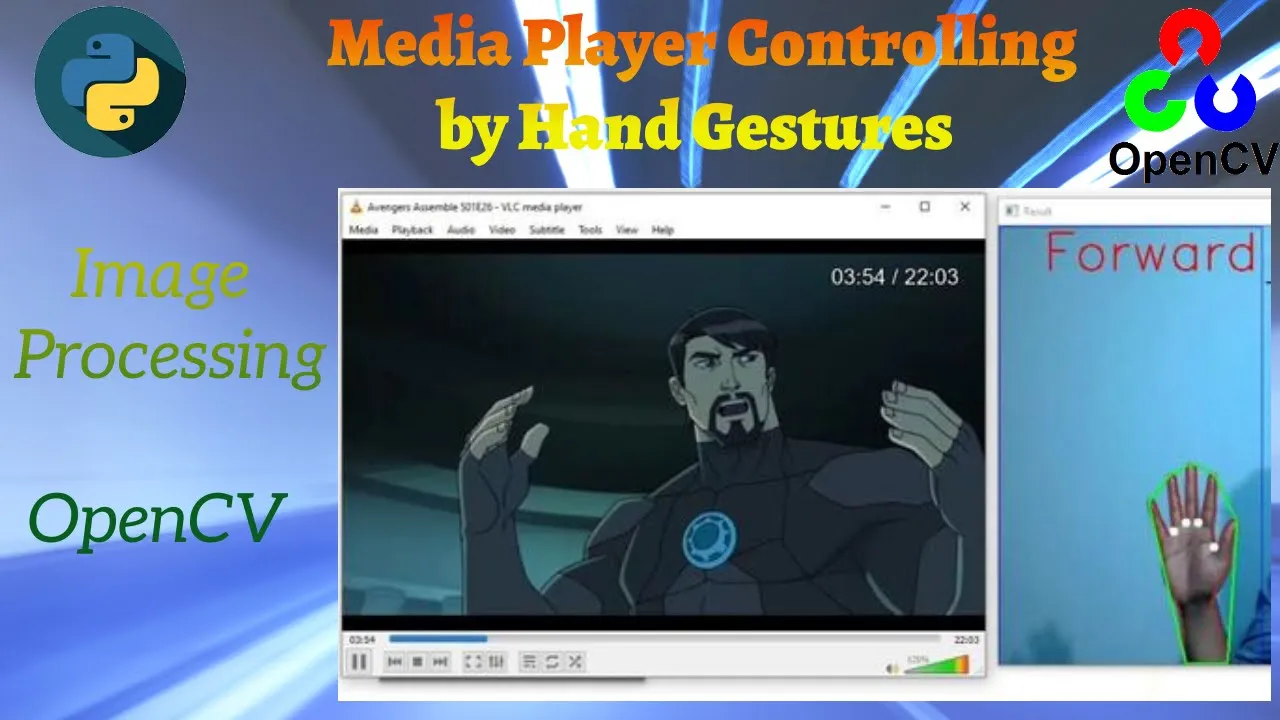 Media Player Controlling
by Hand Gestures
OpenCV
Image
Processing
OpenCV
Avengers Assemble S01E26 - VLC media player
Media Playback Audio Video Subtitle Tools View Help
03:54 / 22:03
03:54
22:03
125%
Result
Forward